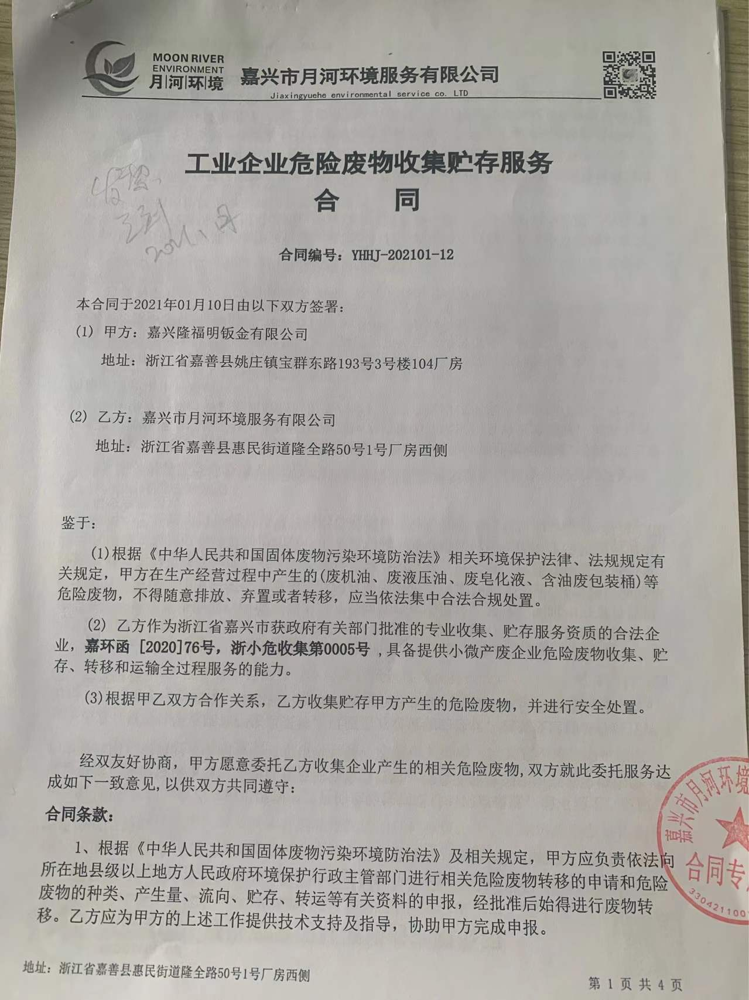 MOON RIVER
ENVIRONMENT
月|河|环|境
嘉兴市月河环境服务有限公司
Jiaxingyuehe environmental service co. LTD
工业企业危险废物收集贮存服务
合 同
合同编号：YHHJ-202101-12
本合同于2021年01月10日由以下双方签署：
(1) 甲方：嘉兴隆福明钣金有限公司
地址：浙江省嘉善县姚庄镇宝群东路193号3号楼104厂房
(2) 乙方：嘉兴市月河环境服务有限公司
地址：浙江省嘉善县惠民街道隆全路50号1号厂房西侧
鉴于：
(1)根据《中华人民共和国固体废物污染环境防治法》相关环境保护法律、法规规定有
关规定，甲方在生产经营过程中产生的(废机油、废液压油、废皂化液、含油废包装桶)等
危险废物，不得随意排放、弃置或者转移，应当依法集中合法合规处置。
(2) 乙方作为浙江省嘉兴市获政府有关部门批准的专业收集、贮存服务资质的合法企
业，嘉环函 [2020]76号，浙小危收集第0005号 ,具备提供小微产废企业危险废物收集、贮
存、转移和运输全过程服务的能力。
(3)根据甲乙双方合作关系，乙方收集贮存甲方产生的危险废物，并进行安全处置。
经双友好协商，甲方愿意委托乙方收集企业产生的相关危险废物,双方就此委托服务达
成如下一致意见,以供双方共同遵守：
合同条款：
1、根据《中华人民共和国固体废物污染环境防治法》及相关规定，甲方应负责依法向
所在地县级以上地方人民政府环境保护行政主管部门进行相关危险废物转移的申请和危险
废物的种类、产生量、流向、贮存、转运等有关资料的申报，经批准后始得进行废物转
移。乙方应为甲方的上述工作提供技术支持及指导，协助甲方完成申报。
嘉兴市月河环境
合同专
33042110
地址：浙江省嘉善县惠民街道隆全路50号1号厂房西侧
第 1 页 共 4 页